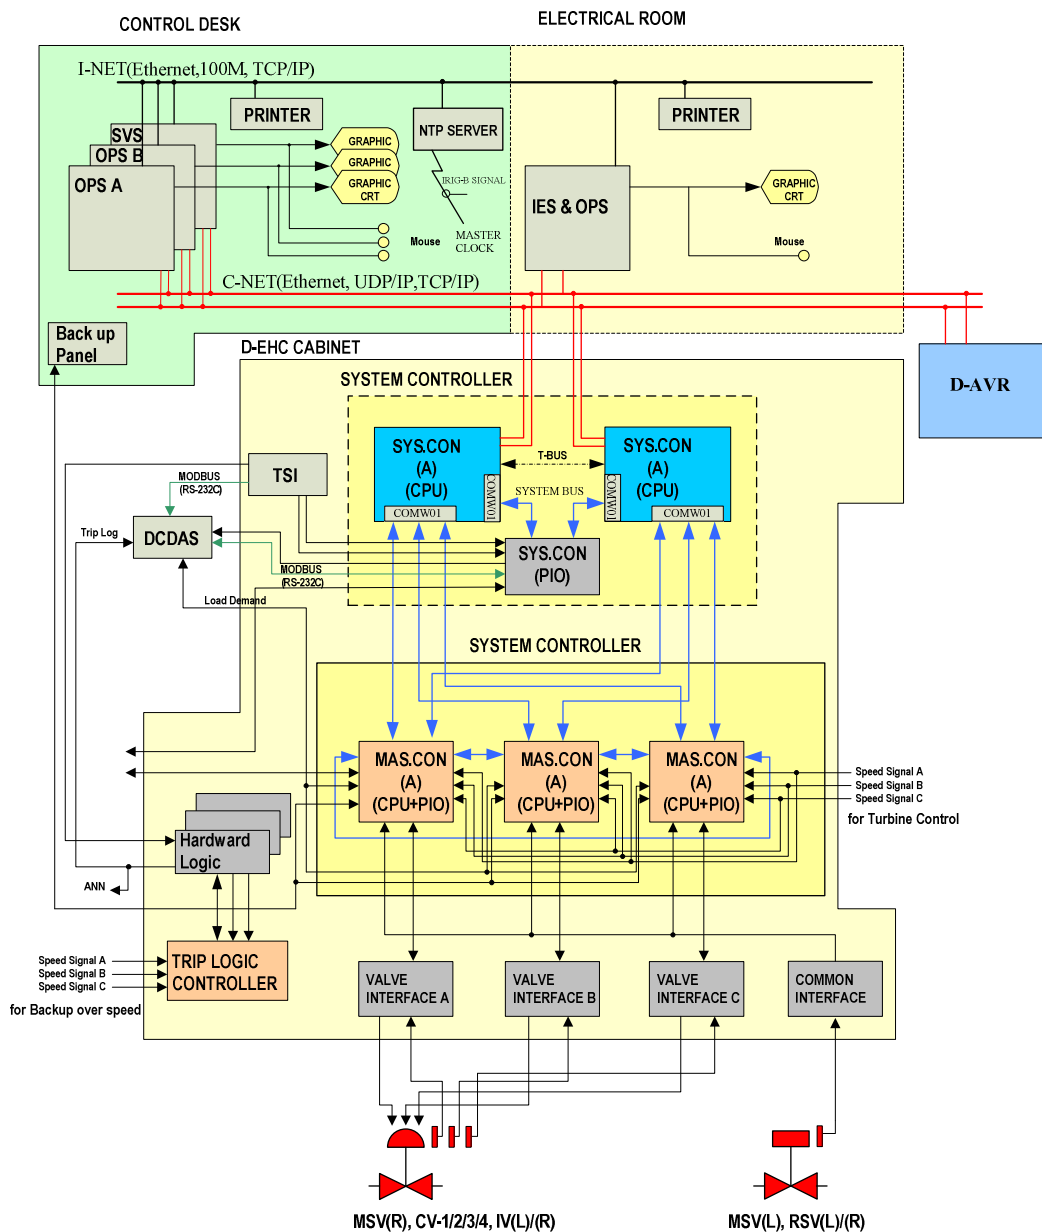 CONTROL DESK
ELECTRICAL ROOM
I-NET(Ethernet,100M, TCP/IP)
PRINTER
NTP SERVER
PRINTER
SVS
OPS B
OPS A
GRAPHIC
GRAPHIC
GRAPHIC
CRT
IRIG-B SIGNAL
MASTER
CLOCK
Mouse
IES & OPS
GRAPHIC
CRT
Mouse
C-NET(Ethernet, UDP/IP,TCP/IP)
Back up
Panel
D-AVR
D-EHC CABINET
SYSTEM CONTROLLER
SYS.CON
(A)
(CPU)
COMW01
COMW01
T-BUS
SYSTEM BUS
SYS.CON
(A)
(CPU)
COMW01
COMW01
SYS.CON
(PIO)
TSI
MODBUS
(RS-232C)
Trip Log
DCDAS
MODBUS
(RS-232C)
Load Demand
SYSTEM CONTROLLER
MAS.CON
(A)
(CPU+PIO)
MAS.CON
(A)
(CPU+PIO)
MAS.CON
(A)
(CPU+PIO)
Speed Signal A
Speed Signal B
Speed Signal C
for Turbine Control
Hardward
Logic
ANN
Speed Signal A
Speed Signal B
Speed Signal C
for Backup over speed
TRIP LOGIC
CONTROLLER
VALVE
INTERFACE A
VALVE
INTERFACE B
VALVE
INTERFACE C
COMMON
INTERFACE
MSV(R), CV-1/2/3/4, IV(L)/(R)
MSV(L), RSV(L)/(R)